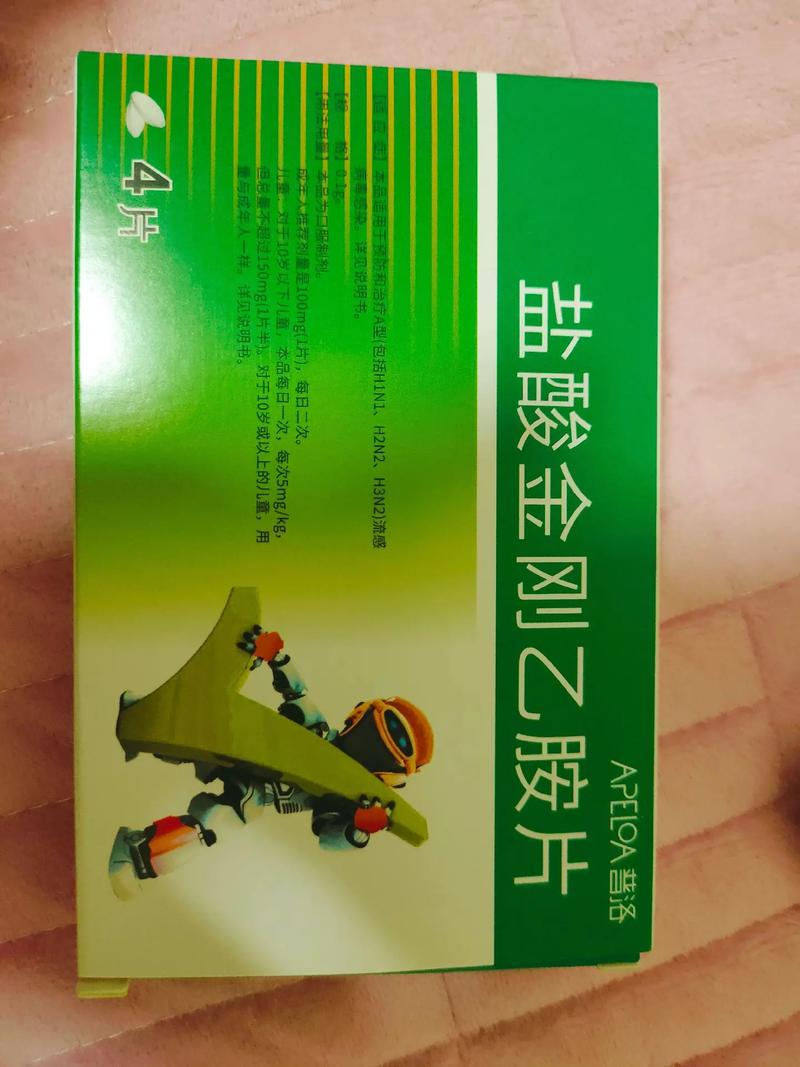 APELOA 普洛
盐酸金刚乙胺片
【适应症】本品适用于预防和治疗A型(包括H1N1、H2N2、H3N2)流感
病毒感染。详见说明书。
【规 格】0.1g
【用法用量】本品为口服制剂。
成年人推荐剂量是100mg(1片)，每日二次。
儿童：对于10岁以下儿童，本品每日一次，每次5mg/kg，
但总量不超过150mg(1片半)。对于10岁或以上的儿童，用
量与成年人一样。详见说明书。
4片